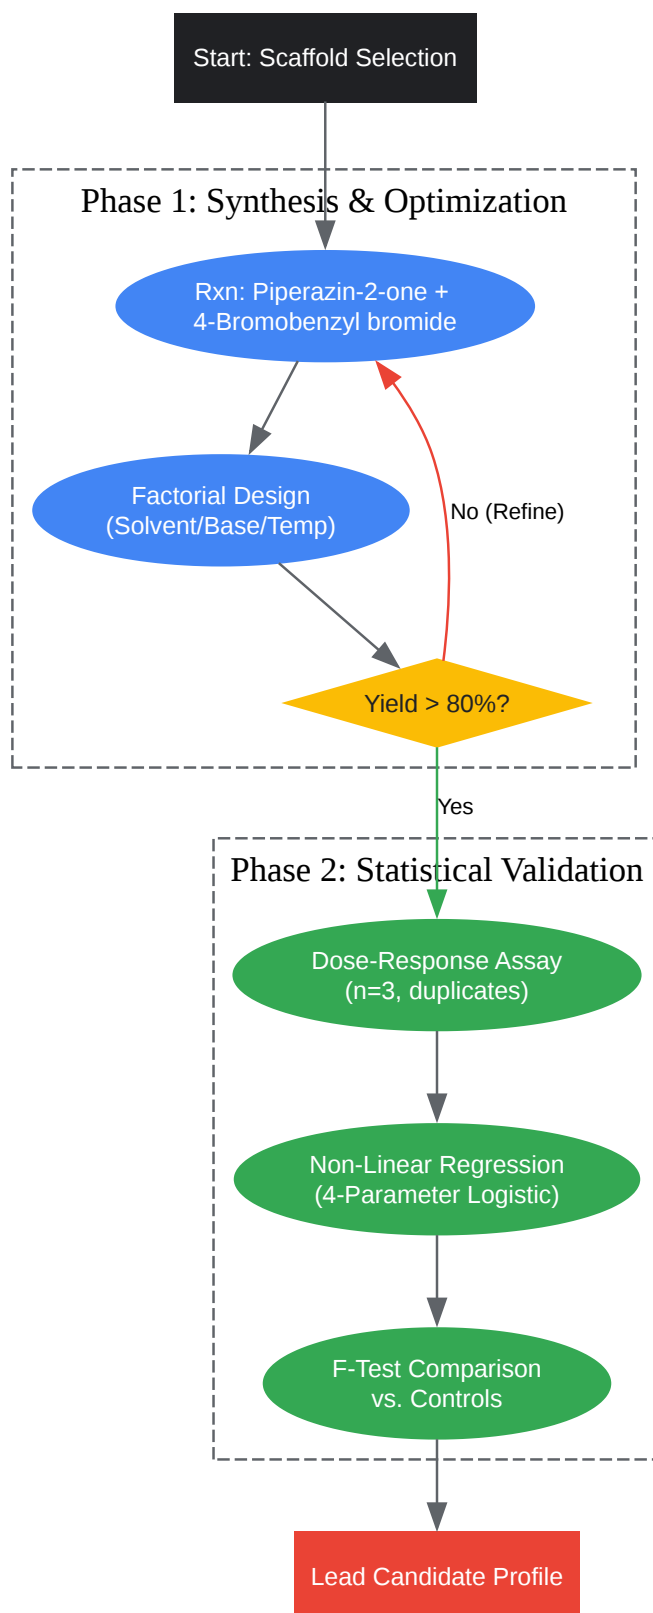 Start: Scaffold Selection
Phase 1: Synthesis & Optimization
Rxn: Piperazin-2-one +
4-Bromobenzyl bromide
Factorial Design
(Solvent/Base/Temp)
No (Refine)
Yield > 80%?
Yes
Phase 2: Statistical Validation
Dose-Response Assay
(n=3, duplicates)
Non-Linear Regression
(4-Parameter Logistic)
F-Test Comparison
vs. Controls
Lead Candidate Profile